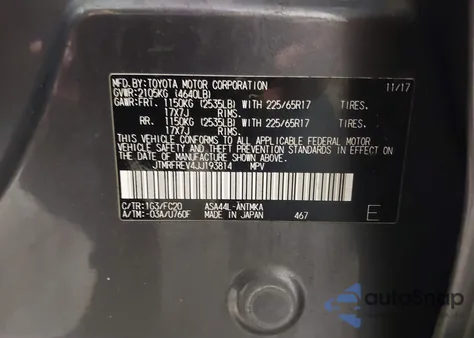 MFD.BY:TOYOTA MOTOR CORPORATION 11/17
GVWR:2105KG (4640LB)
GAWR:FRT. 1150KG (2535LB) WITH 225/65R17 TIRES.
17X7J RIMS.
RR. 1150KG (2535LB) WITH 225/65R17 TIRES.
17X7J RIMS.
THIS VEHICLE CONFORMS TO ALL APPLICABLE FEDERAL MOTOR
VEHICLE SAFETY STANDARDS IN EFFECT ON THE DATE OF
MANUFACTURE SHOWN ABOVE.
JTMRFREV4JJ193814 MPV
C/TR:1G3/FC20 ASA44L-ANTMKA
A/TM:-03A/U760F MADE IN JAPAN 467 E
autoSnap